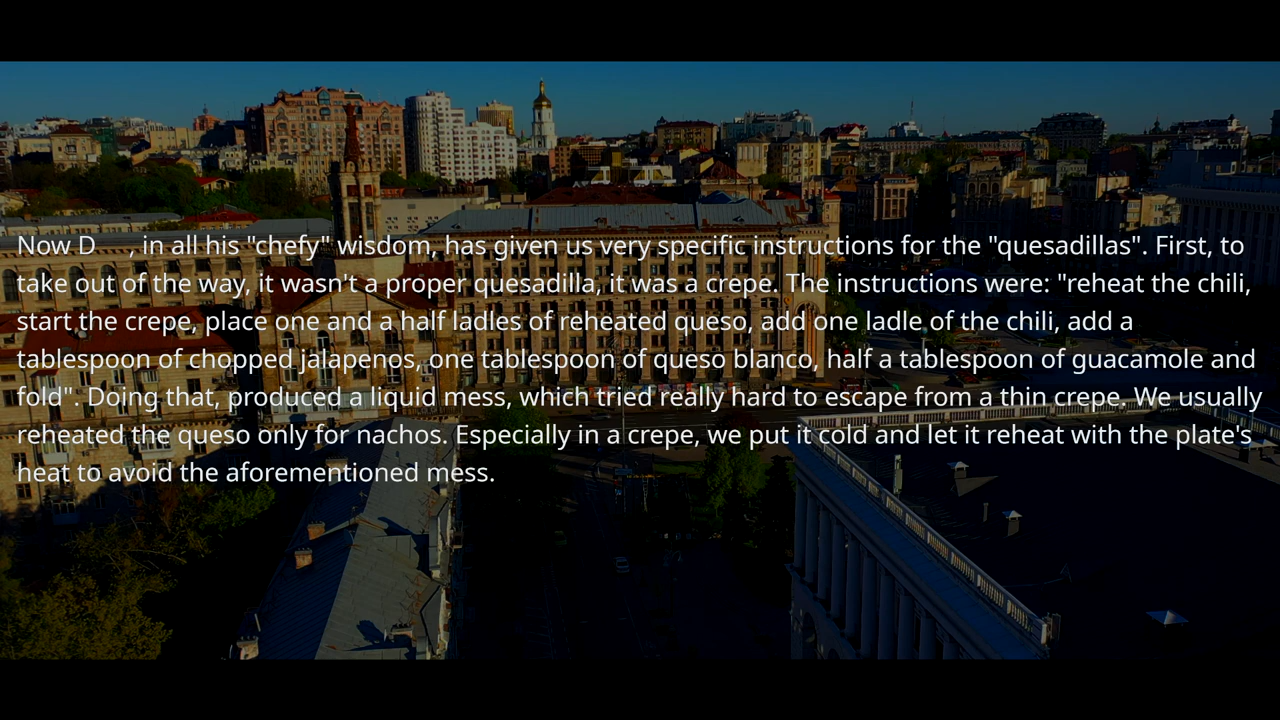 Now D , in all his "chefy" wisdom, has given us very specific instructions for the "quesadillas". First, to
take out of the way, it wasn't a proper quesadilla, it was a crepe. The instructions were: "reheat the chili,
start the crepe, place one and a half ladles of reheated queso, add one ladle of the chili, add a
tablespoon of chopped jalapenos, one tablespoon of queso blanco, half a tablespoon of guacamole and
fold". Doing that, produced a liquid mess, which tried really hard to escape from a thin crepe. We usually
reheated the queso only for nachos. Especially in a crepe, we put it cold and let it reheat with the plate's
heat to avoid the aforementioned mess.